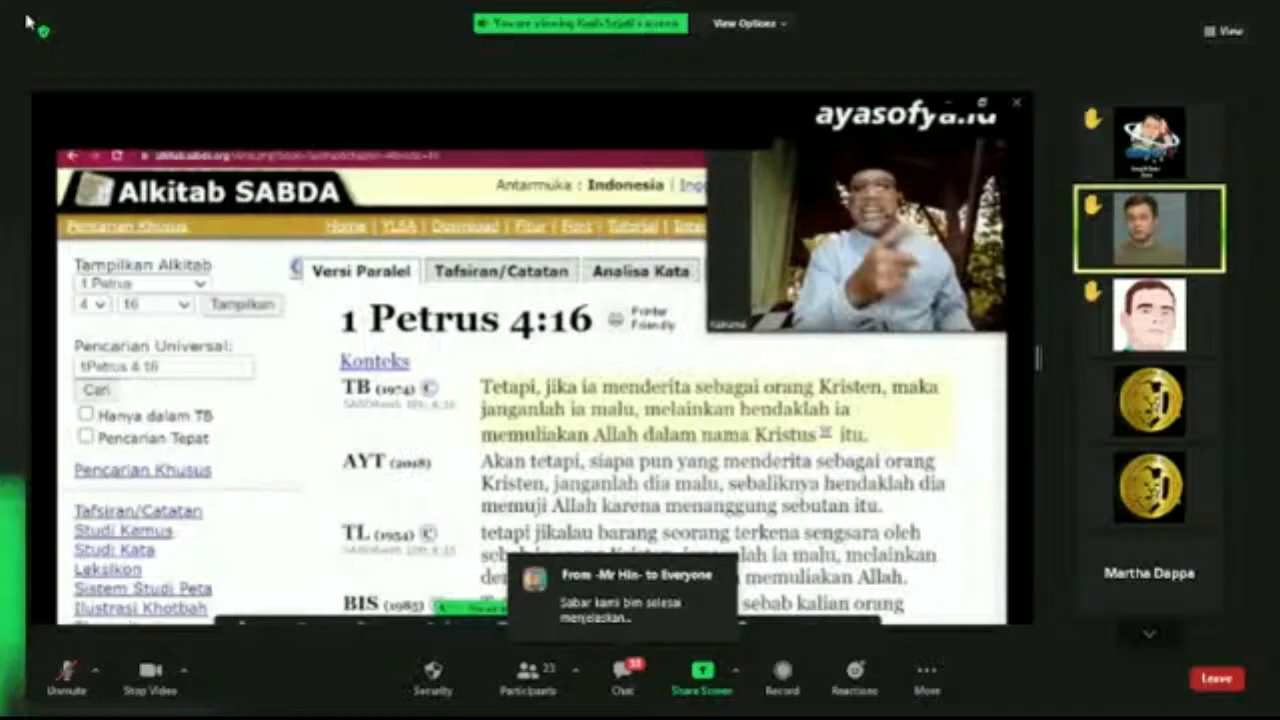 You are viewing Kasih Sejati's screen
View Options
View
ayasofya.id
Alkitab SABDA
Antarmuka : Indonesia |
Pencarian Khusus
Home | YLSA | Download | Fitur | Font - Tutorial |
Tampilkan Alkitab
1 Petrus
4 16 Tampilkan
Versi Paralel
Tafsiran/Catatan
Analisa Kata
1 Petrus 4:16
Printer
Friendly
Pencarian Universal:
1Petrus 4 16
Cari
Hanya dalam TB
Pencarian Tepat
Pencarian Khusus
Tafsiran/Catatan
Studi Kamus
Studi Kata
Leksikon
Sistem Studi Peta
Ilustrasi Khotbah
Konteks
TB (1974) ©
Tetapi, jika ia menderita sebagai orang Kristen, maka
janganlah ia malu, melainkan hendaklah ia
memuliakan Allah dalam nama Kristus itu.
AYT (2018)
Akan tetapi, siapa pun yang menderita sebagai orang
Kristen, janganlah dia malu, sebaliknya hendaklah dia
memuji Allah karena menanggung sebutan itu.
TL (1954) ©
tetapi jikalau barang seorang terkena sengsara oleh
ia malu, melainkan
memuliakan Allah.
BIS (1985)
sebab kalian orang
From -Mr Hin- to Everyone
Sabar kami blm selesai
menjelaskan...
Martha Dappa
Unmute
Stop Video
Security
Participants
23
Chat
Share Screen
Record
Reactions
More
Leave